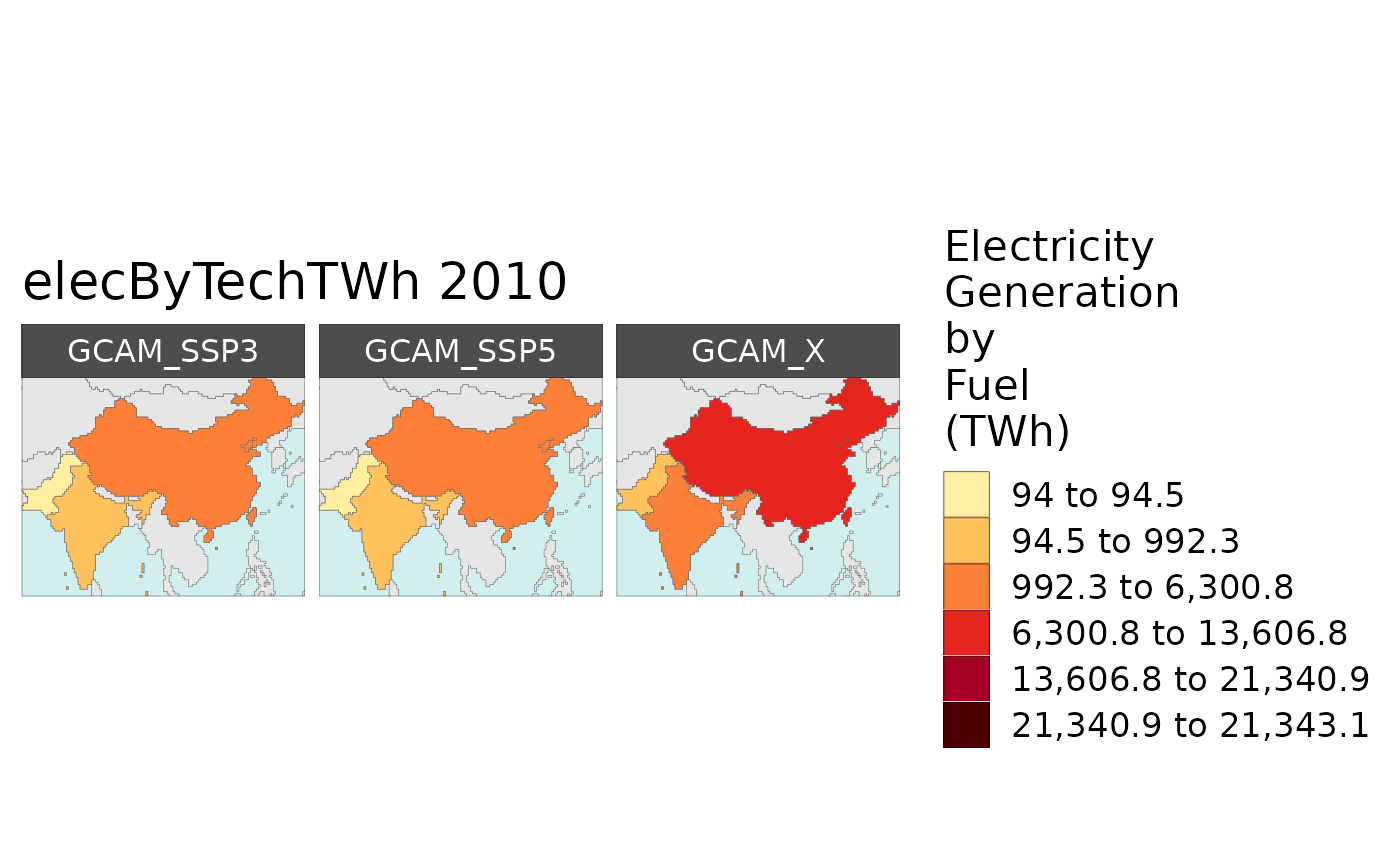 elecByTechTWh 2010
GCAM_SSP3
GCAM_SSP5
GCAM_X
Electricity
Generation
by
Fuel
(TWh)
94 to 94.5
94.5 to 992.3
992.3 to 6,300.8
6,300.8 to 13,606.8
13,606.8 to 21,340.9
21,340.9 to 21,343.1